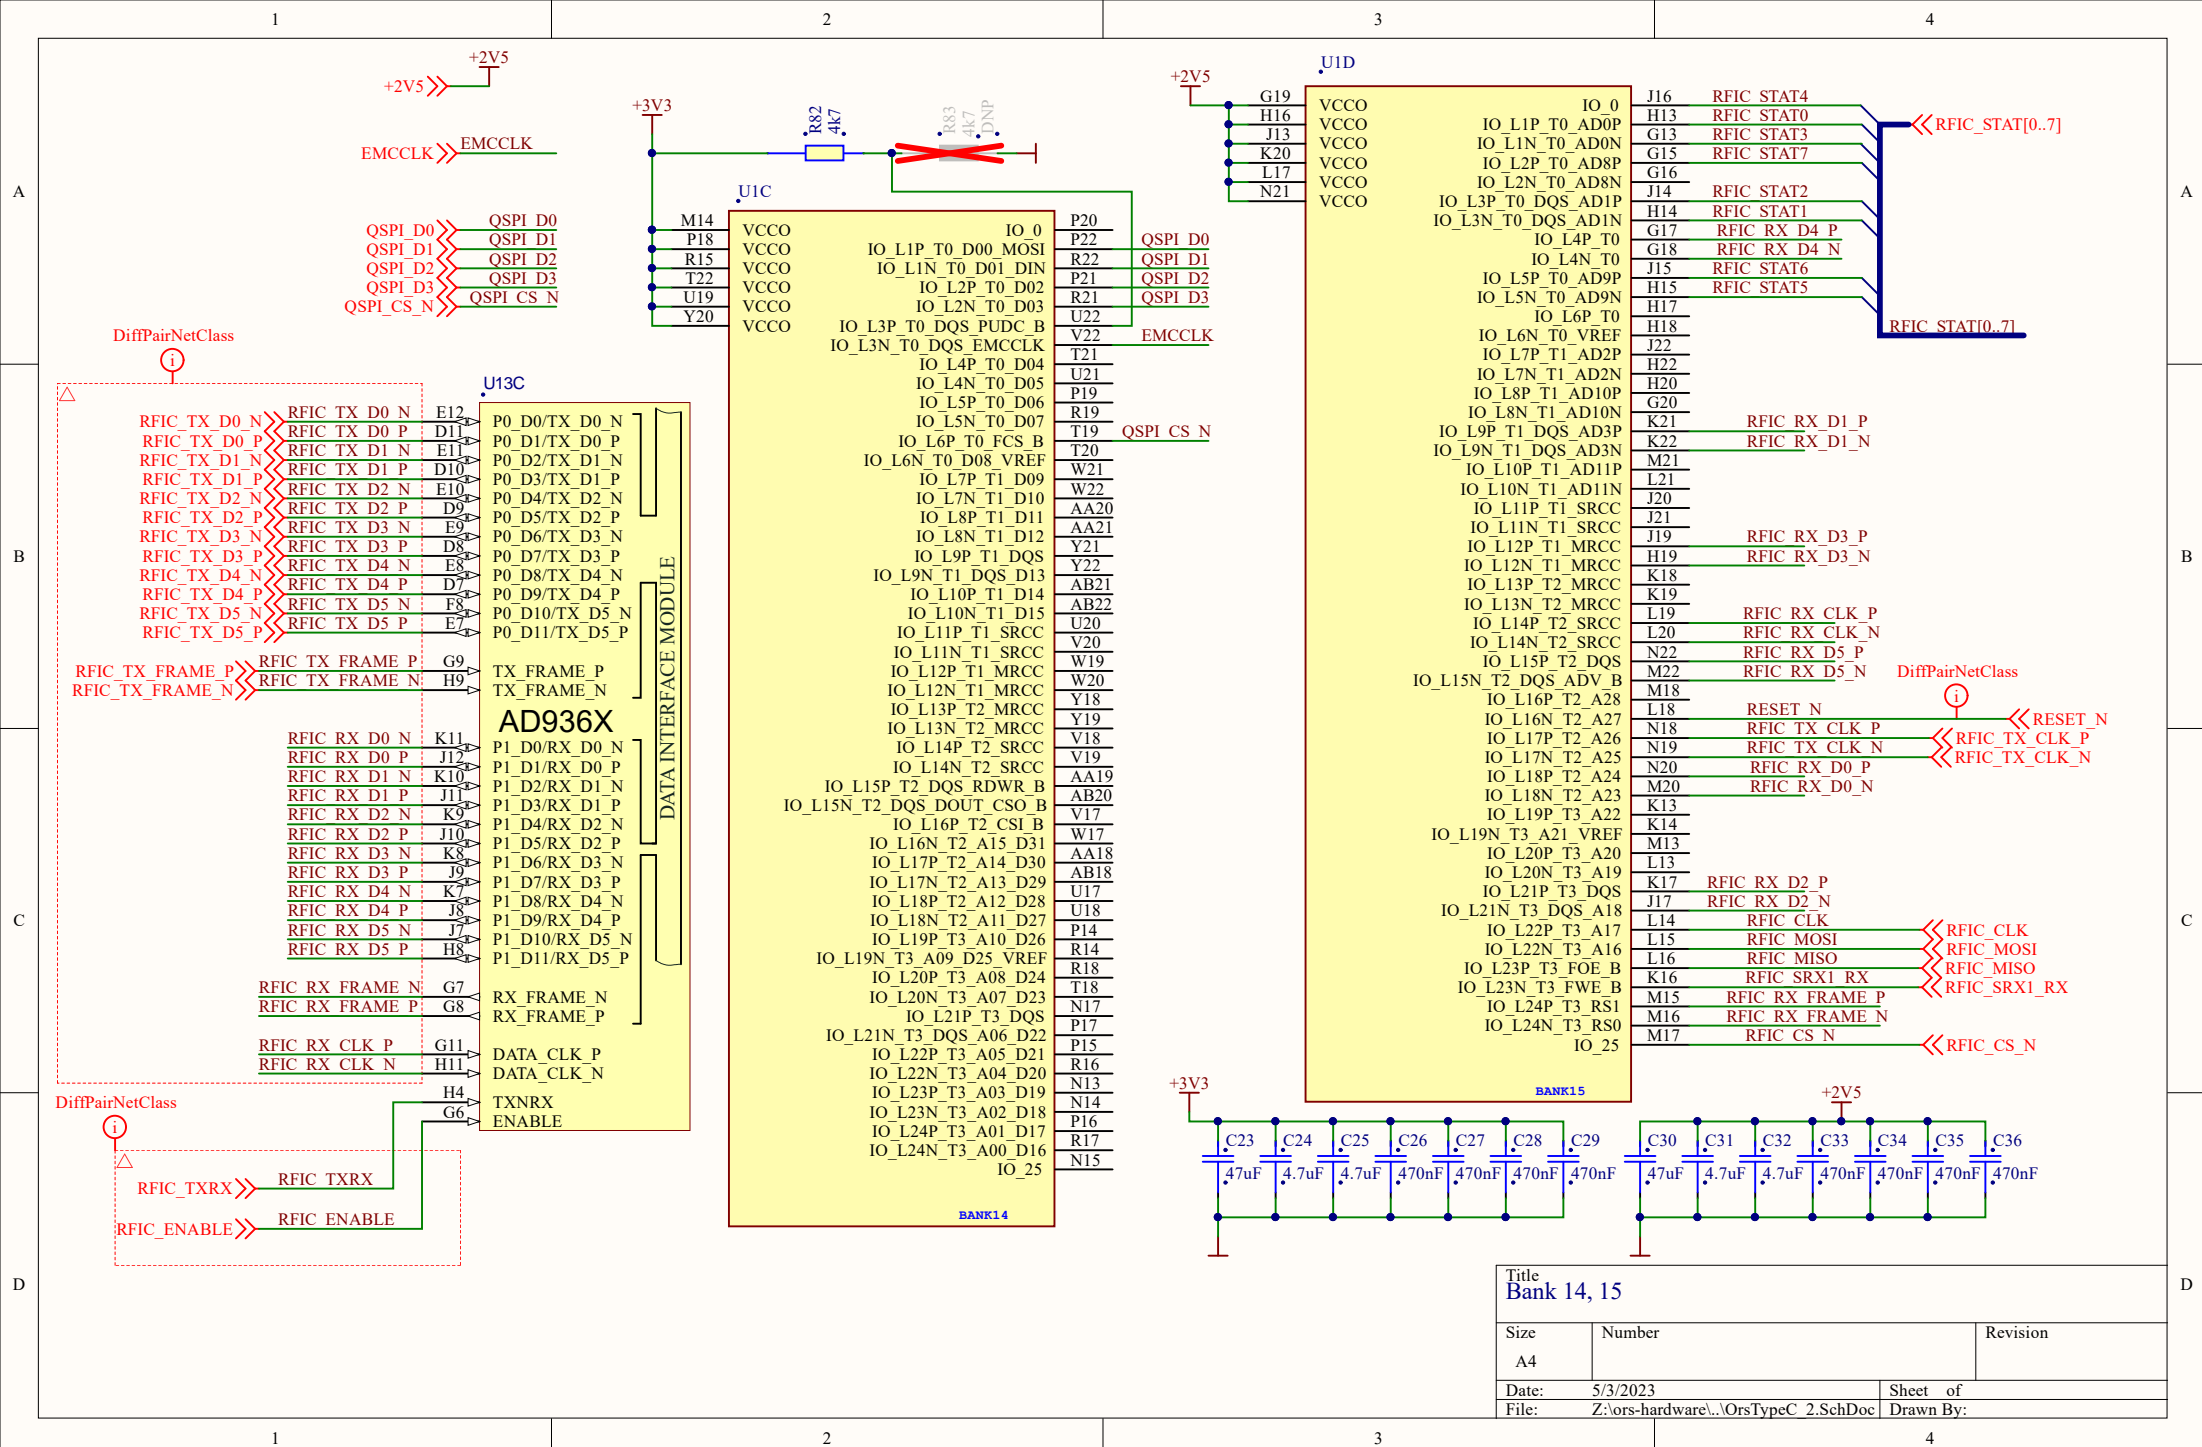 1 2 3 4
A B C D
+2V5
+2V5
EMCCLK EMCCLK
QSPI_D0 QSPI_D0
QSPI_D1 QSPI_D1
QSPI_D2 QSPI_D2
QSPI_D3 QSPI_D3
QSPI_CS_N QSPI_CS_N
DiffPairNetClass
i
U13C
RFIC_TX_D0_N RFIC_TX_D0_N E12 P0_D0/TX_D0_N
RFIC_TX_D0_P RFIC_TX_D0_P D11 P0_D1/TX_D0_P
RFIC_TX_D1_N RFIC_TX_D1_N E11 P0_D2/TX_D1_N
RFIC_TX_D1_P RFIC_TX_D1_P D10 P0_D3/TX_D1_P
RFIC_TX_D2_N RFIC_TX_D2_N E10 P0_D4/TX_D2_N
RFIC_TX_D2_P RFIC_TX_D2_P D9 P0_D5/TX_D2_P
RFIC_TX_D3_N RFIC_TX_D3_N E9 P0_D6/TX_D3_N
RFIC_TX_D3_P RFIC_TX_D3_P D8 P0_D7/TX_D3_P
RFIC_TX_D4_N RFIC_TX_D4_N E8 P0_D8/TX_D4_N
RFIC_TX_D4_P RFIC_TX_D4_P D7 P0_D9/TX_D4_P
RFIC_TX_D5_N RFIC_TX_D5_N F8 P0_D10/TX_D5_N
RFIC_TX_D5_P RFIC_TX_D5_P E7 P0_D11/TX_D5_P
RFIC_TX_FRAME_P RFIC_TX_FRAME_P G9 TX_FRAME_P
RFIC_TX_FRAME_N RFIC_TX_FRAME_N H9 TX_FRAME_N
AD936X
DATA INTERFACE MODULE
RFIC_RX_D0_N K11 P1_D0/RX_D0_N
RFIC_RX_D0_P J12 P1_D1/RX_D0_P
RFIC_RX_D1_N K10 P1_D2/RX_D1_N
RFIC_RX_D1_P J11 P1_D3/RX_D1_P
RFIC_RX_D2_N K9 P1_D4/RX_D2_N
RFIC_RX_D2_P J10 P1_D5/RX_D2_P
RFIC_RX_D3_N K8 P1_D6/RX_D3_N
RFIC_RX_D3_P J9 P1_D7/RX_D3_P
RFIC_RX_D4_N K7 P1_D8/RX_D4_N
RFIC_RX_D4_P J8 P1_D9/RX_D4_P
RFIC_RX_D5_N J7 P1_D10/RX_D5_N
RFIC_RX_D5_P H8 P1_D11/RX_D5_P
RFIC_RX_FRAME_N G7 RX_FRAME_N
RFIC_RX_FRAME_P G8 RX_FRAME_P
RFIC_RX_CLK_P G11 DATA_CLK_P
RFIC_RX_CLK_N H11 DATA_CLK_N
H4 TXNRX
G6 ENABLE
DiffPairNetClass
i
RFIC_TXRX RFIC_TXRX
RFIC_ENABLE RFIC_ENABLE
+3V3
R82
4k7
R83
4k7
DNP
U1C
M14 VCCO IO_0 P20
P18 VCCO IO_L1P_T0_D00_MOSI P22 QSPI_D0
R15 VCCO IO_L1N_T0_D01_DIN R22 QSPI_D1
T22 VCCO IO_L2P_T0_D02 P21 QSPI_D2
U19 VCCO IO_L2N_T0_D03 R21 QSPI_D3
Y20 VCCO IO_L3P_T0_DQS_PUDC_B U22
IO_L3N_T0_DQS_EMCCLK V22 EMCCLK
IO_L4P_T0_D04 T21
IO_L4N_T0_D05 U21
IO_L5P_T0_D06 P19
IO_L5N_T0_D07 R19
IO_L6P_T0_FCS_B T19 QSPI_CS_N
IO_L6N_T0_D08_VREF T20
IO_L7P_T1_D09 W21
IO_L7N_T1_D10 W22
IO_L8P_T1_D11 AA20
IO_L8N_T1_D12 AA21
IO_L9P_T1_DQS Y21
IO_L9N_T1_DQS_D13 Y22
IO_L10P_T1_D14 AB21
IO_L10N_T1_D15 AB22
IO_L11P_T1_SRCC U20
IO_L11N_T1_SRCC V20
IO_L12P_T1_MRCC W19
IO_L12N_T1_MRCC W20
IO_L13P_T2_MRCC Y18
IO_L13N_T2_MRCC Y19
IO_L14P_T2_SRCC V18
IO_L14N_T2_SRCC V19
IO_L15P_T2_DQS_RDWR_B AA19
IO_L15N_T2_DQS_DOUT_CSO_B AB20
IO_L16P_T2_CSI_B V17
IO_L16N_T2_A15_D31 W17
IO_L17P_T2_A14_D30 AA18
IO_L17N_T2_A13_D29 AB18
IO_L18P_T2_A12_D28 U17
IO_L18N_T2_A11_D27 U18
IO_L19P_T3_A10_D26 P14
IO_L19N_T3_A09_D25_VREF R14
IO_L20P_T3_A08_D24 R18
IO_L20N_T3_A07_D23 T18
IO_L21P_T3_DQS N17
IO_L21N_T3_DQS_A06_D22 P17
IO_L22P_T3_A05_D21 P15
IO_L22N_T3_A04_D20 R16
IO_L23P_T3_A03_D19 N13
IO_L23N_T3_A02_D18 N14
IO_L24P_T3_A01_D17 P16
IO_L24N_T3_A00_D16 R17
IO_25 N15
BANK14
+2V5
U1D
G19 VCCO IO_0 J16 RFIC_STAT4
H16 VCCO IO_L1P_T0_AD0P H13 RFIC_STAT0 RFIC_STAT[0..7]
J13 VCCO IO_L1N_T0_AD0N G13 RFIC_STAT3
K20 VCCO IO_L2P_T0_AD8P G15 RFIC_STAT7
L17 VCCO IO_L2N_T0_AD8N G16
N21 VCCO IO_L3P_T0_DQS_AD1P J14 RFIC_STAT2
IO_L3N_T0_DQS_AD1N H14 RFIC_STAT1
IO_L4P_T0 G17 RFIC_RX_D4_P
IO_L4N_T0 G18 RFIC_RX_D4_N
IO_L5P_T0_AD9P J15 RFIC_STAT6
IO_L5N_T0_AD9N H15 RFIC_STAT5
IO_L6P_T0 H17
RFIC_STAT[0..7]
IO_L6N_T0_VREF H18
IO_L7P_T1_AD2P J22
IO_L7N_T1_AD2N H22
IO_L8P_T1_AD10P H20
IO_L8N_T1_AD10N G20
IO_L9P_T1_DQS_AD3P K21 RFIC_RX_D1_P
IO_L9N_T1_DQS_AD3N K22 RFIC_RX_D1_N
IO_L10P_T1_AD11P M21
IO_L10N_T1_AD11N L21
IO_L11P_T1_SRCC J20
IO_L11N_T1_SRCC J21
IO_L12P_T1_MRCC J19 RFIC_RX_D3_P
IO_L12N_T1_MRCC H19 RFIC_RX_D3_N
IO_L13P_T2_MRCC K18
IO_L13N_T2_MRCC K19
IO_L14P_T2_SRCC L19 RFIC_RX_CLK_P
IO_L14N_T2_SRCC L20 RFIC_RX_CLK_N
IO_L15P_T2_DQS N22 RFIC_RX_D5_P
IO_L15N_T2_DQS_ADV_B M22 RFIC_RX_D5_N
DiffPairNetClass
i
IO_L16P_T2_A28 M18
IO_L16N_T2_A27 L18 RESET_N RESET_N
IO_L17P_T2_A26 N18 RFIC_TX_CLK_P RFIC_TX_CLK_P
IO_L17N_T2_A25 N19 RFIC_TX_CLK_N RFIC_TX_CLK_N
IO_L18P_T2_A24 N20 RFIC_RX_D0_P
IO_L18N_T2_A23 M20 RFIC_RX_D0_N
IO_L19P_T3_A22 K13
IO_L19N_T3_A21_VREF K14
IO_L20P_T3_A20 M13
IO_L20N_T3_A19 L13
IO_L21P_T3_DQS K17 RFIC_RX_D2_P
IO_L21N_T3_DQS_A18 J17 RFIC_RX_D2_N
IO_L22P_T3_A17 L14 RFIC_CLK RFIC_CLK
IO_L22N_T3_A16 L15 RFIC_MOSI RFIC_MOSI
IO_L23P_T3_FOE_B L16 RFIC_MISO RFIC_MISO
IO_L23N_T3_FWE_B K16 RFIC_SRX1_RX RFIC_SRX1_RX
IO_L24P_T3_RS1 M15 RFIC_RX_FRAME_P
IO_L24N_T3_RS0 M16 RFIC_RX_FRAME_N
IO_25 M17 RFIC_CS_N RFIC_CS_N
BANK15
+3V3
C23 C24 C25 C26 C27 C28 C29
47uF 4.7uF 4.7uF 470nF 470nF 470nF 470nF
+2V5
C30 C31 C32 C33 C34 C35 C36
47uF 4.7uF 4.7uF 470nF 470nF 470nF 470nF
Title
Bank 14, 15
Size Number Revision
A4
Date: 5/3/2023 Sheet of
File: Z:\ors-hardware\..\OrsTypeC_2.SchDoc Drawn By:
A B C D
1 2 3 4